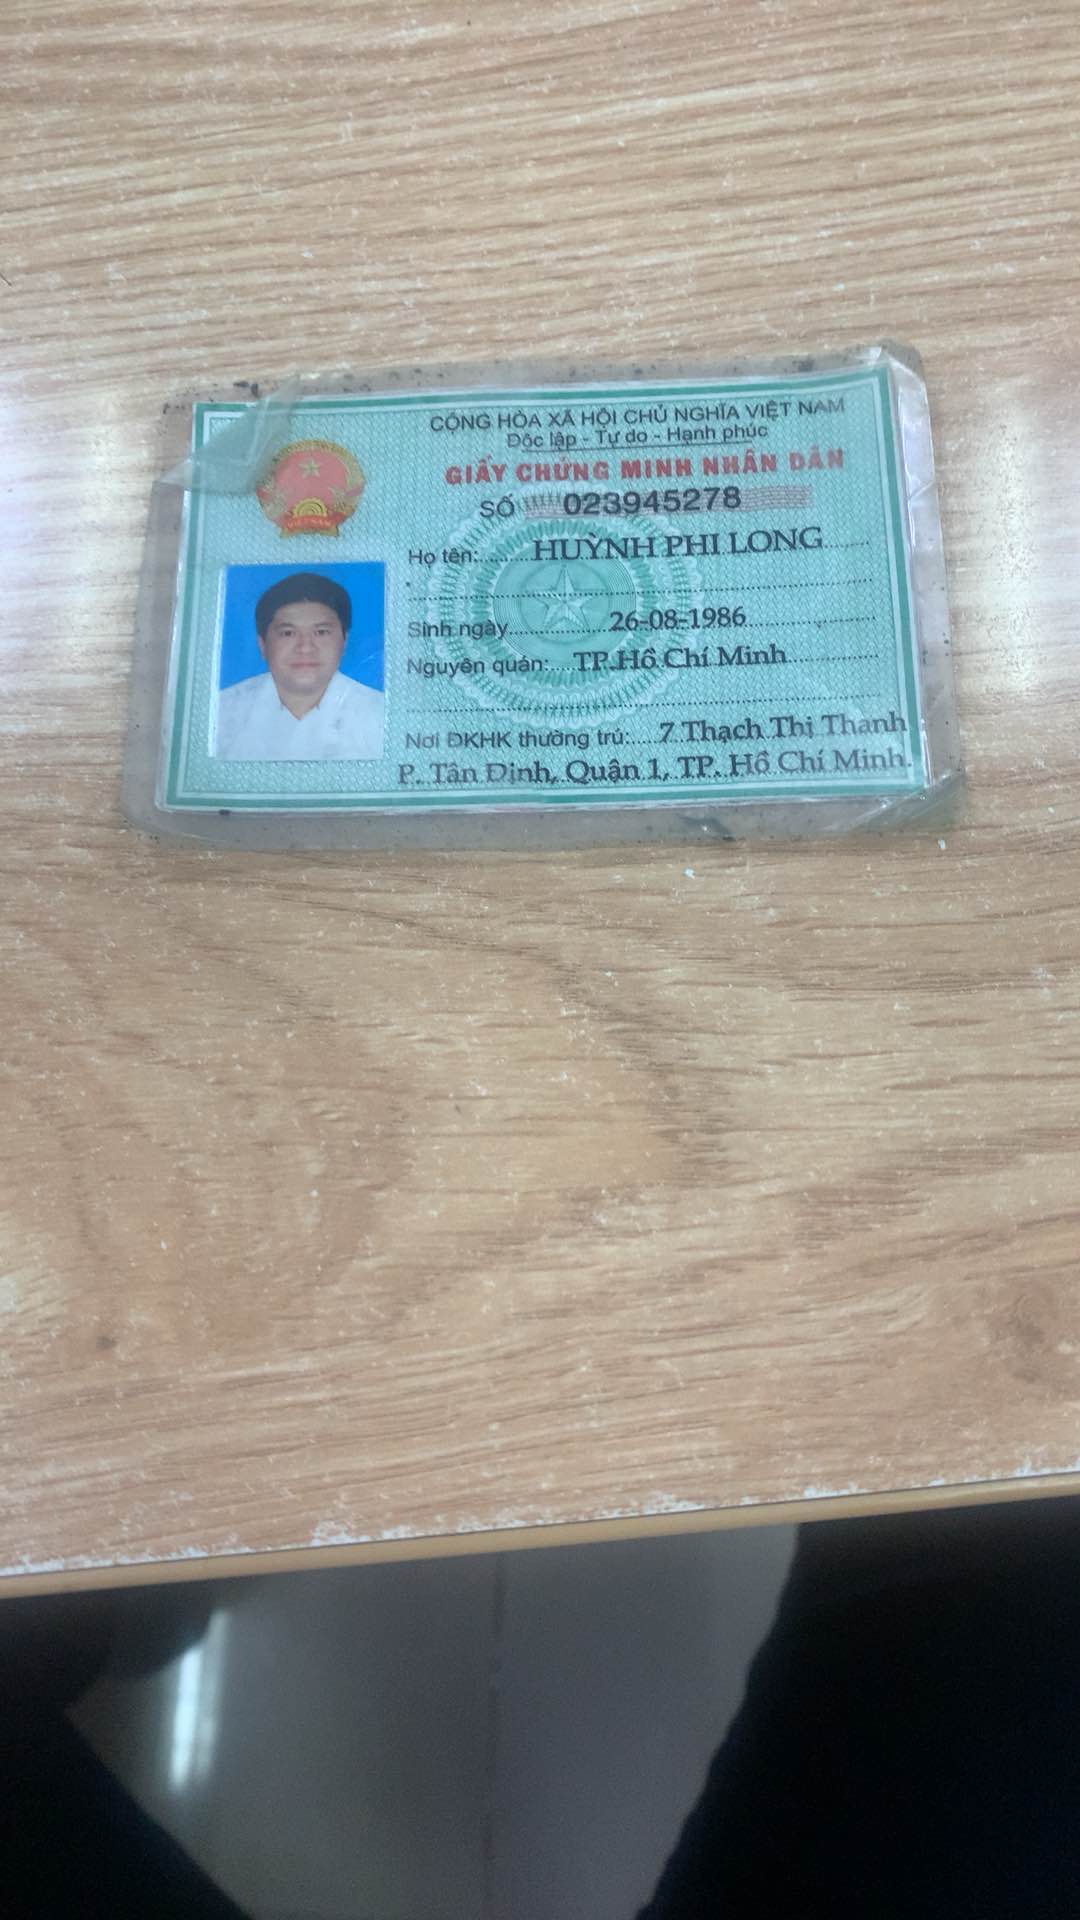 CỘNG HÒA XÃ HỘI CHỦ NGHĨA VIỆT NAM
Độc lập - Tự do - Hạnh phúc
GIẤY CHỨNG MINH NHÂN DÂN
SỐ 023945278
Họ tên: HUỲNH PHI LONG
Sinh ngày 26-08-1986
Nguyên quán: TP.Hồ Chí Minh
Nơi ĐKHK thường trú: 7 Thạch Thị Thanh
P. Tân Định, Quận 1, TP. Hồ Chí Minh.
VIỆT NAM